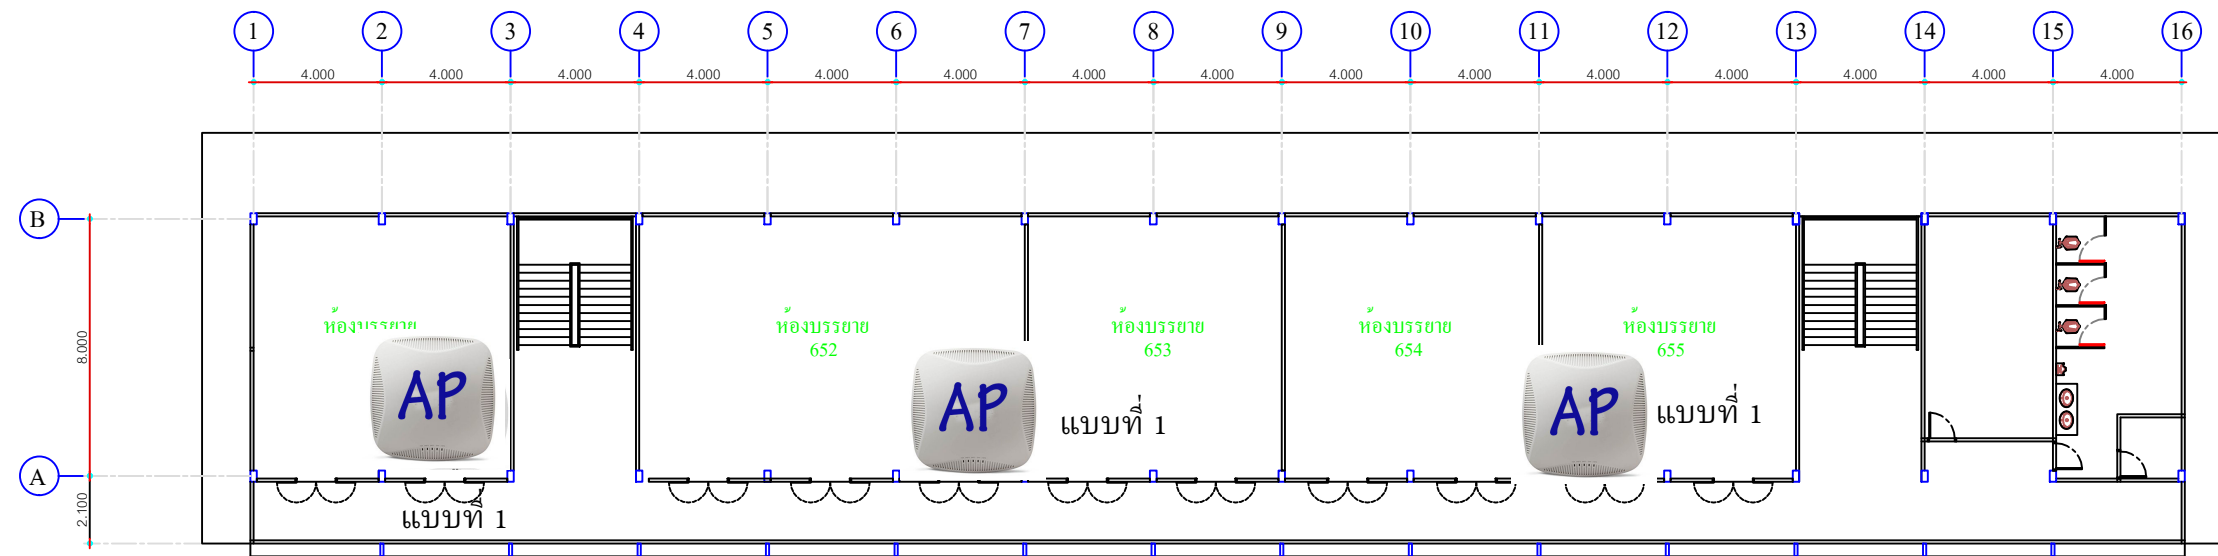 1 2 3 4 5 6 7 8 9 10 11 12 13 14 15 16
4.000 4.000 4.000 4.000 4.000 4.000 4.000 4.000 4.000 4.000 4.000 4.000 4.000 4.000 4.000
B
ห้องบรรยาย ห้องบรรยาย ห้องบรรยาย ห้องบรรยาย ห้องบรรยาย
652 653 654 655
8.000
AP AP AP
แบบที่ 1 แบบที่ 1
A
2.100
แบบที่ 1